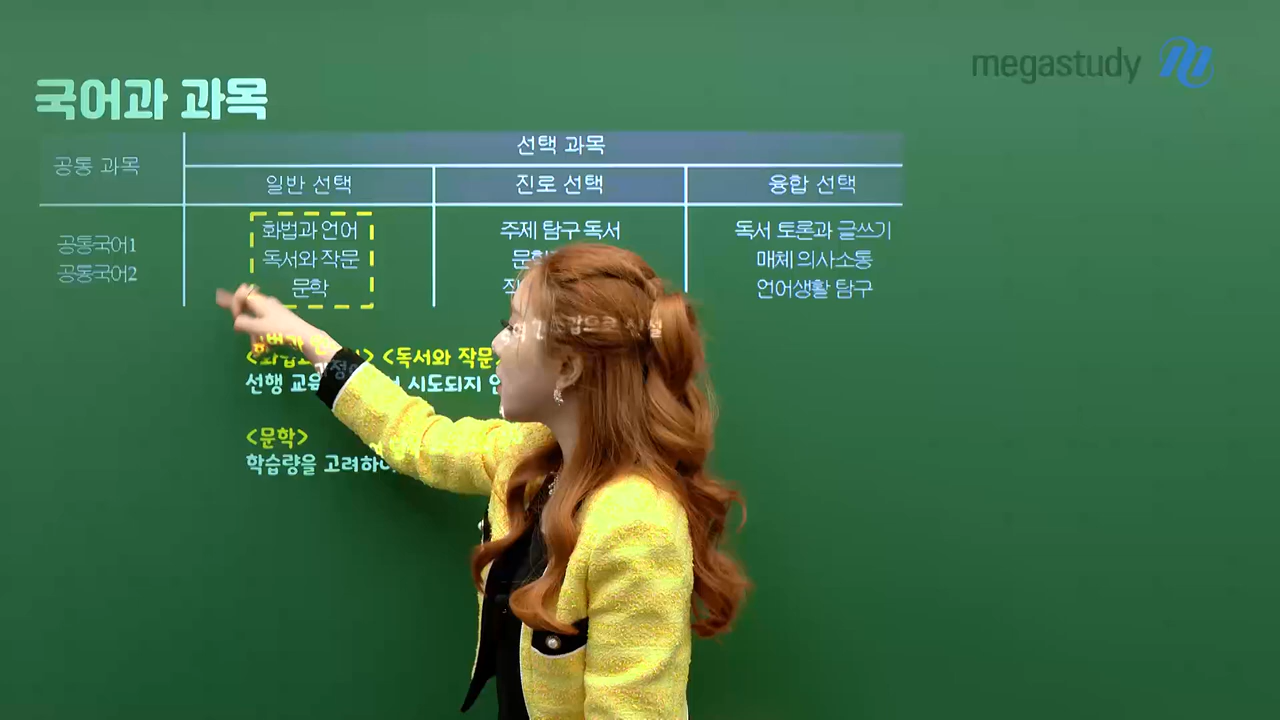 megastudy
국어과 과목
공통 과목
선택 과목
일반 선택
진로 선택
융합 선택
공통국어1
공통국어2
화법과 언어
독서와 작문
문학
주제 탐구 독서
독서 토론과 글쓰기
매체 의사소통
언어생활 탐구
<독서와 작문
선행 교육 시도되지
<문학>
학습량을